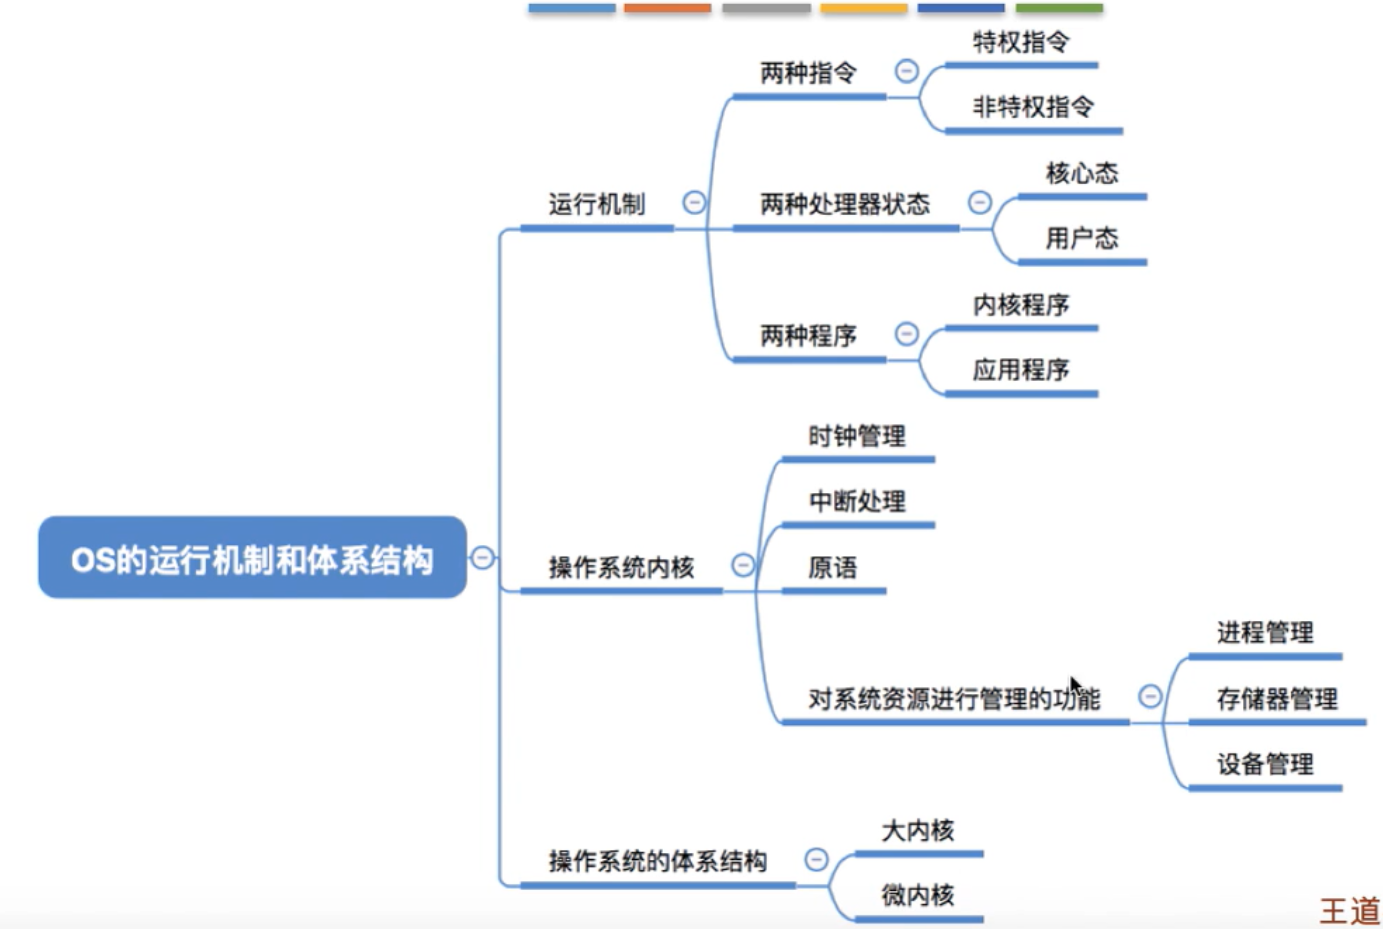 特权指令
两种指令
非特权指令
核心态
运行机制
两种处理器状态
用户态
内核程序
两种程序
应用程序
时钟管理
中断处理
OS的运行机制和体系结构
操作系统内核
原语
进程管理
对系统资源进行管理的功能
存储器管理
设备管理
大内核
操作系统的体系结构
微内核
王道